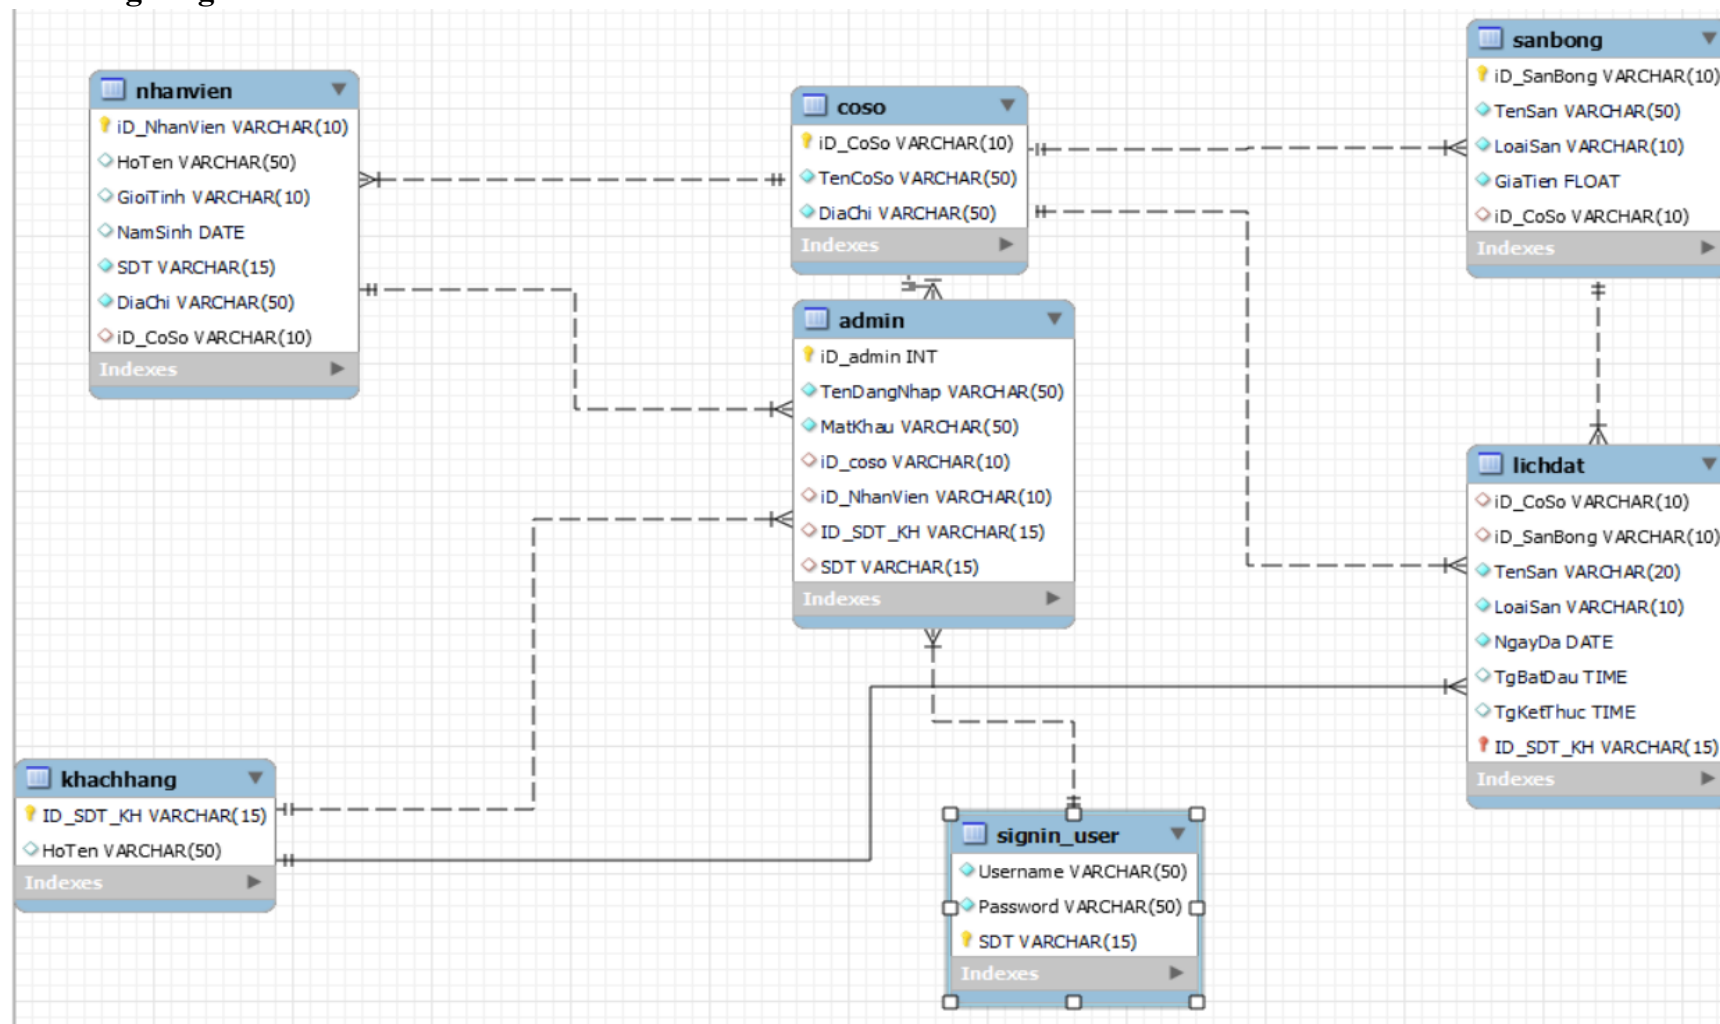 nhanvien
iD_NhanVien VARCHAR(10)
HoTen VARCHAR(50)
GioiTinh VARCHAR(10)
NamSinh DATE
SDT VARCHAR(15)
DiaChi VARCHAR(50)
iD_CoSo VARCHAR(10)
Indexes
coso
iD_CoSo VARCHAR(10)
TenCoSo VARCHAR(50)
DiaChi VARCHAR(50)
Indexes
sanbong
iD_SanBong VARCHAR(10)
TenSan VARCHAR(50)
LoaiSan VARCHAR(10)
GiaTien FLOAT
iD_CoSo VARCHAR(10)
Indexes
admin
iD_admin INT
TenDangNhap VARCHAR(50)
MatKhau VARCHAR(50)
iD_coso VARCHAR(10)
iD_NhanVien VARCHAR(10)
ID_SDT_KH VARCHAR(15)
SDT VARCHAR(15)
Indexes
lichdat
iD_CoSo VARCHAR(10)
iD_SanBong VARCHAR(10)
TenSan VARCHAR(20)
LoaiSan VARCHAR(10)
NgayDa DATE
TgBatDau TIME
TgKetThuc TIME
ID_SDT_KH VARCHAR(15)
Indexes
khachhang
ID_SDT_KH VARCHAR(15)
HoTen VARCHAR(50)
Indexes
signin_user
Username VARCHAR(50)
Password VARCHAR(50)
SDT VARCHAR(15)
Indexes